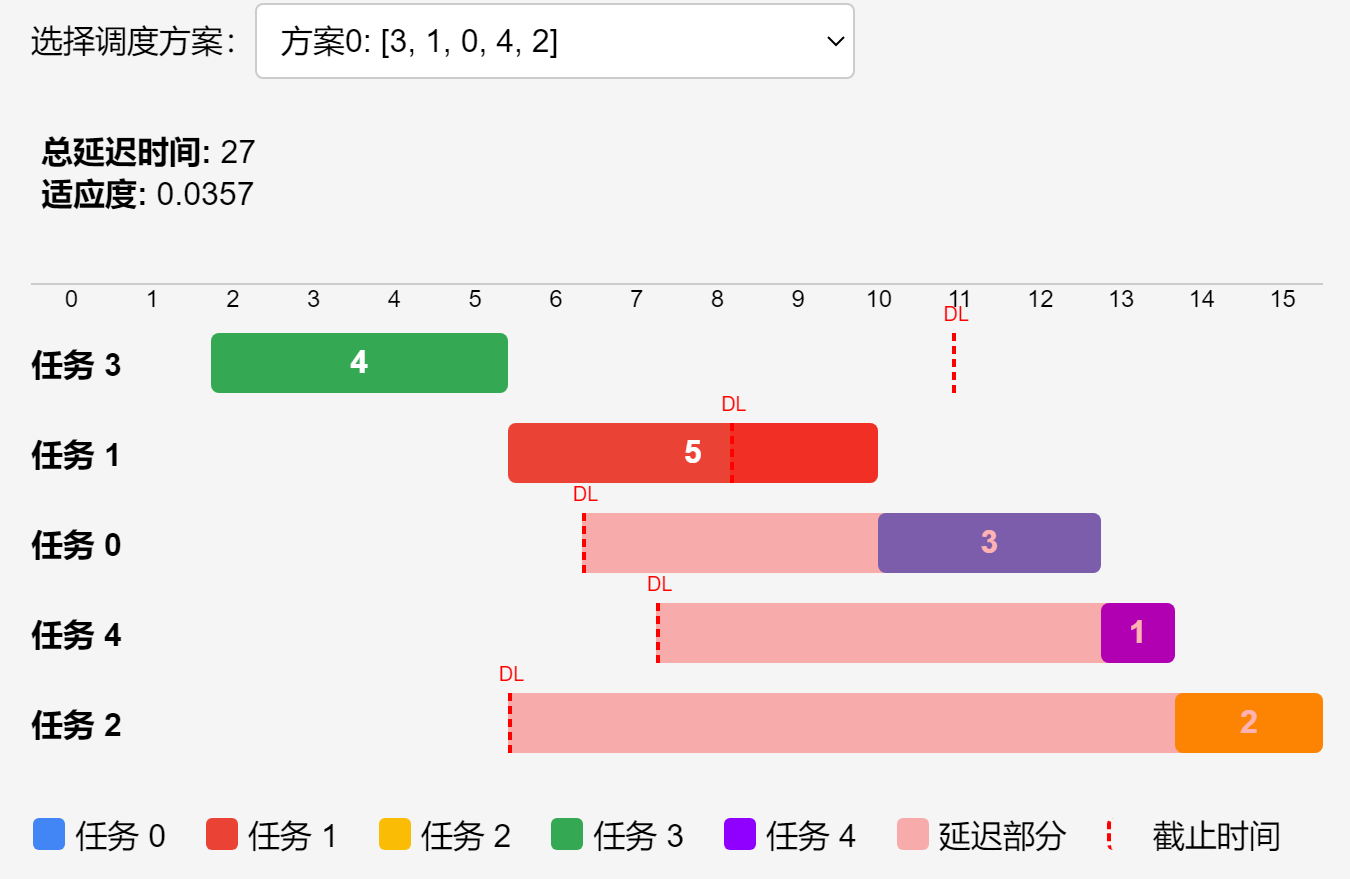 选择调度方案： 方案0: [3, 1, 0, 4, 2]
总延迟时间: 27
适应度: 0.0357
0 1 2 3 4 5 6 7 8 9 10 11 12 13 14 15
DL
任务 3 4
DL
任务 1 5
DL
任务 0 3
DL
任务 4 1
DL
任务 2 2
任务 0 任务 1 任务 2 任务 3 任务 4 延迟部分 截止时间